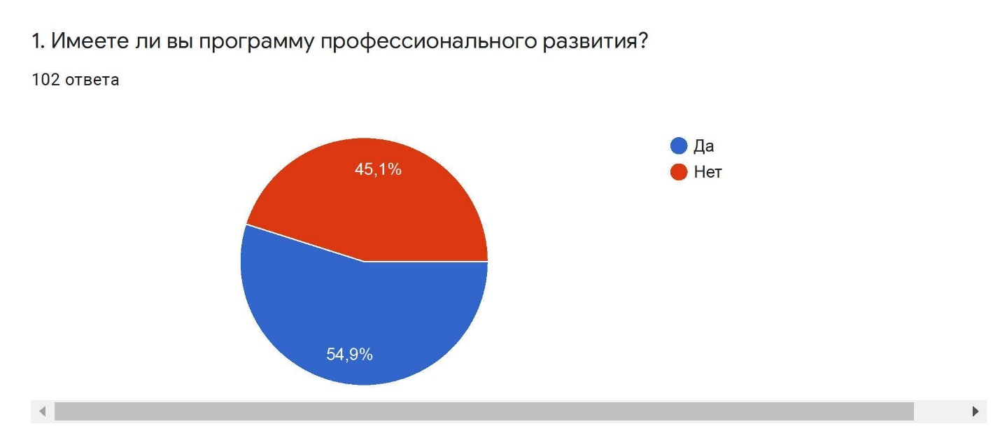 1. Имеете ли вы программу профессионального развития?
102 ответа
Да
Нет
45,1%
54,9%